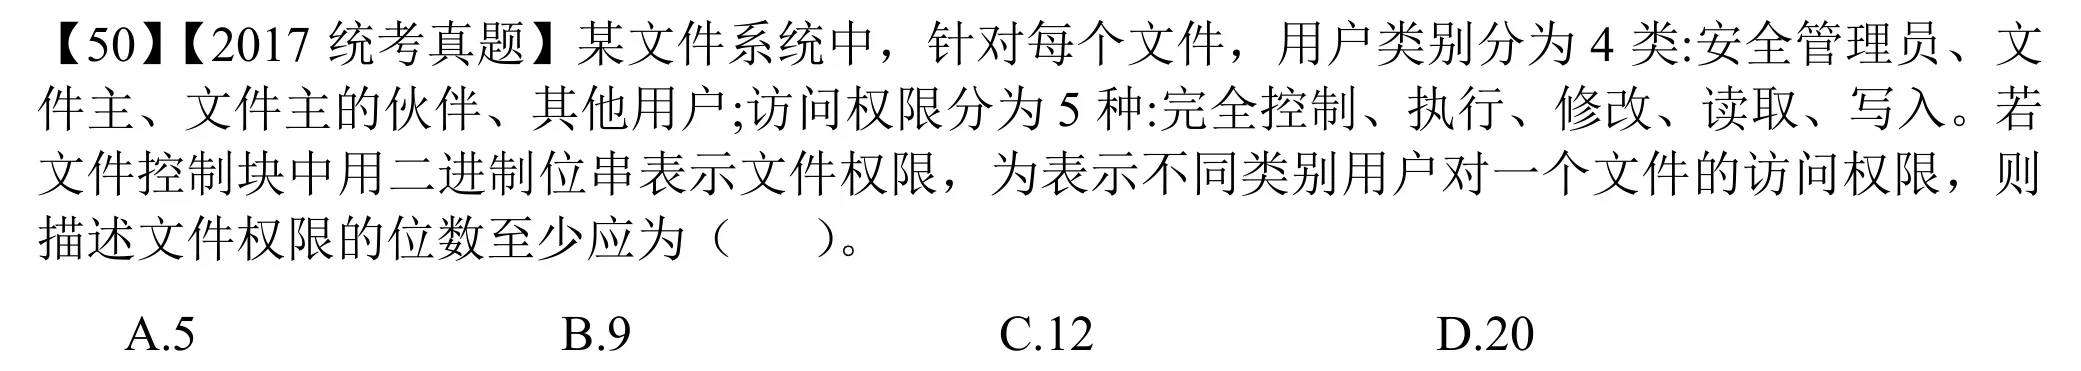 【50】【2017 统考真题】某文件系统中，针对每个文件，用户类别分为 4 类:安全管理员、文
件主、文件主的伙伴、其他用户;访问权限分为 5 种:完全控制、执行、修改、读取、写入。若
文件控制块中用二进制位串表示文件权限，为表示不同类别用户对一个文件的访问权限，则
描述文件权限的位数至少应为（　　）。
A.5　B.9　C.12　D.20